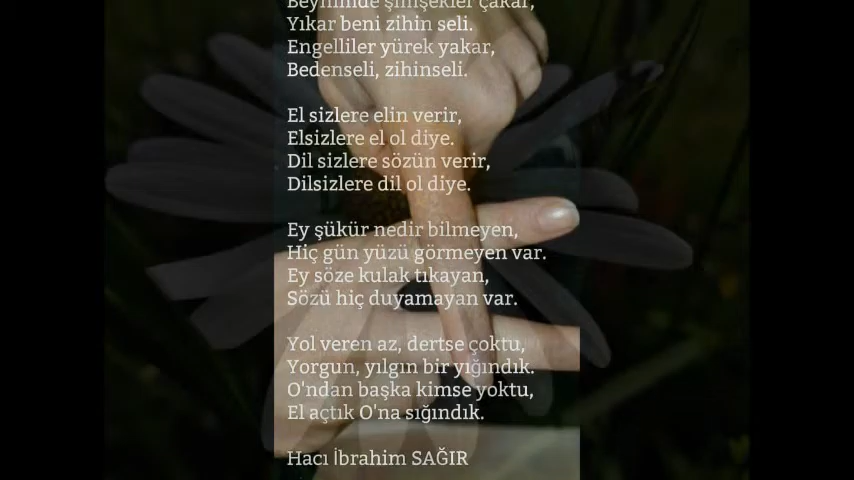 Beynimde şimşekler çakar,
Yıkar beni zihin seli.
Engelliler yürek yakar,
Bedenseli, zihinseli.
El sizlere elin verir,
Elsizlere el ol diye.
Dil sizlere sözün verir,
Dilsizlere dil ol diye.
Ey şükür nedir bilmeyen,
Hiç gün yüzü görmeyen var.
Ey söze kulak tıkayan,
Sözü hiç duyamayan var.
Yol veren az, dertse çoktu,
Yorgun, yılgın bir yığındık.
O'ndan başka kimse yoktu,
El açtık O'na sığındık.
Hacı İbrahim SAĞIR